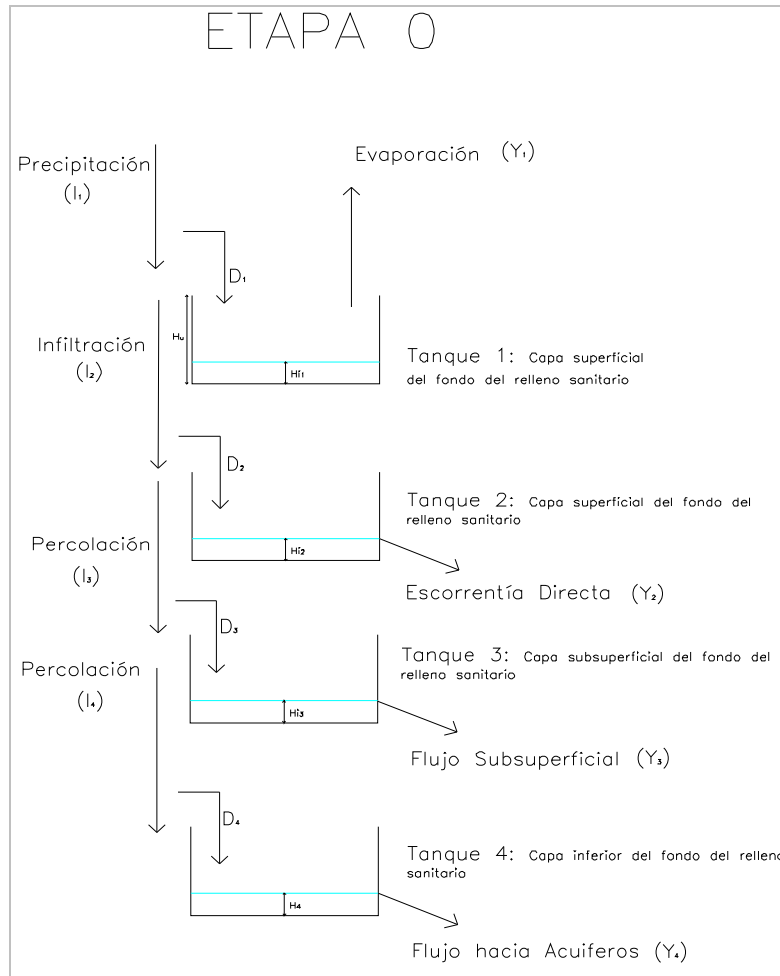 ETAPA 0
Precipitación
(I₁)
Evaporación (Y₁)
D₁
Hᵤ
Hi1
Infiltración
(I₂)
Tanque 1: Capa superficial
del fondo del relleno sanitario
D₂
Hi2
Tanque 2: Capa superficial del fondo del
relleno sanitario
Percolación
(I₃)
Escorrentía Directa (Y₂)
D₃
Hi3
Tanque 3: Capa subsuperficial del fondo del
relleno sanitario
Percolación
(I₄)
Flujo Subsuperficial (Y₃)
D₄
H4
Tanque 4: Capa inferior del fondo del relleno
sanitario
Flujo hacia Acuiferos (Y₄)